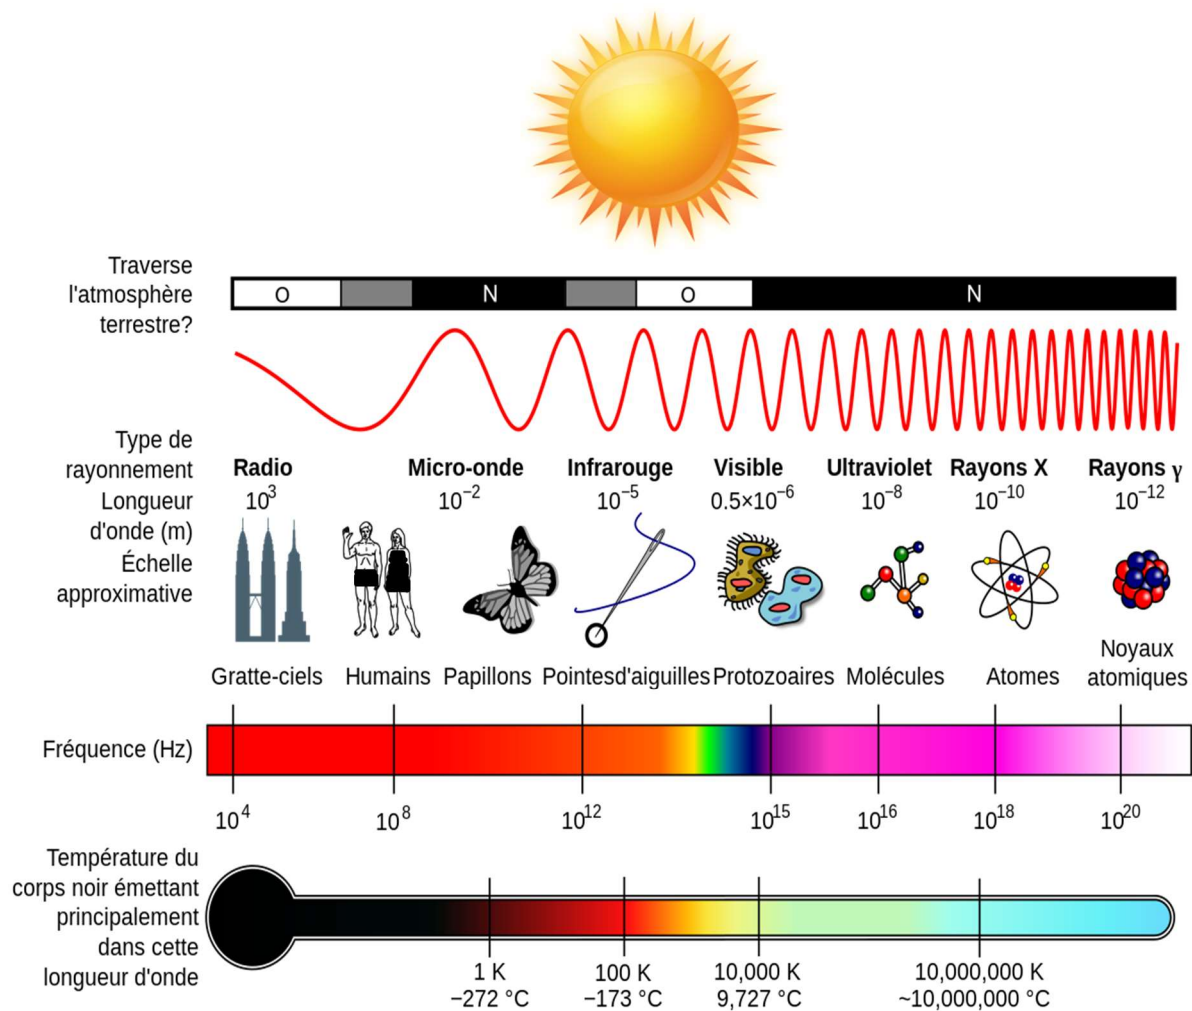 Traverse
l'atmosphère
terrestre?
O N O N
Type de
rayonnement
Radio Micro-onde Infrarouge Visible Ultraviolet Rayons X Rayons γ
Longueur
d'onde (m)
10³ 10⁻² 10⁻⁵ 0.5×10⁻⁶ 10⁻⁸ 10⁻¹⁰ 10⁻¹²
Échelle
approximative
Gratte-ciels Humains Papillons Pointesd'aiguilles Protozoaires Molécules Atomes Noyaux
atomiques
Fréquence (Hz)
10⁴ 10⁸ 10¹² 10¹⁵ 10¹⁶ 10¹⁸ 10²⁰
Température du
corps noir émettant
principalement
dans cette
longueur d'onde
1 K 100 K 10,000 K 10,000,000 K
−272 °C −173 °C 9,727 °C ~10,000,000 °C